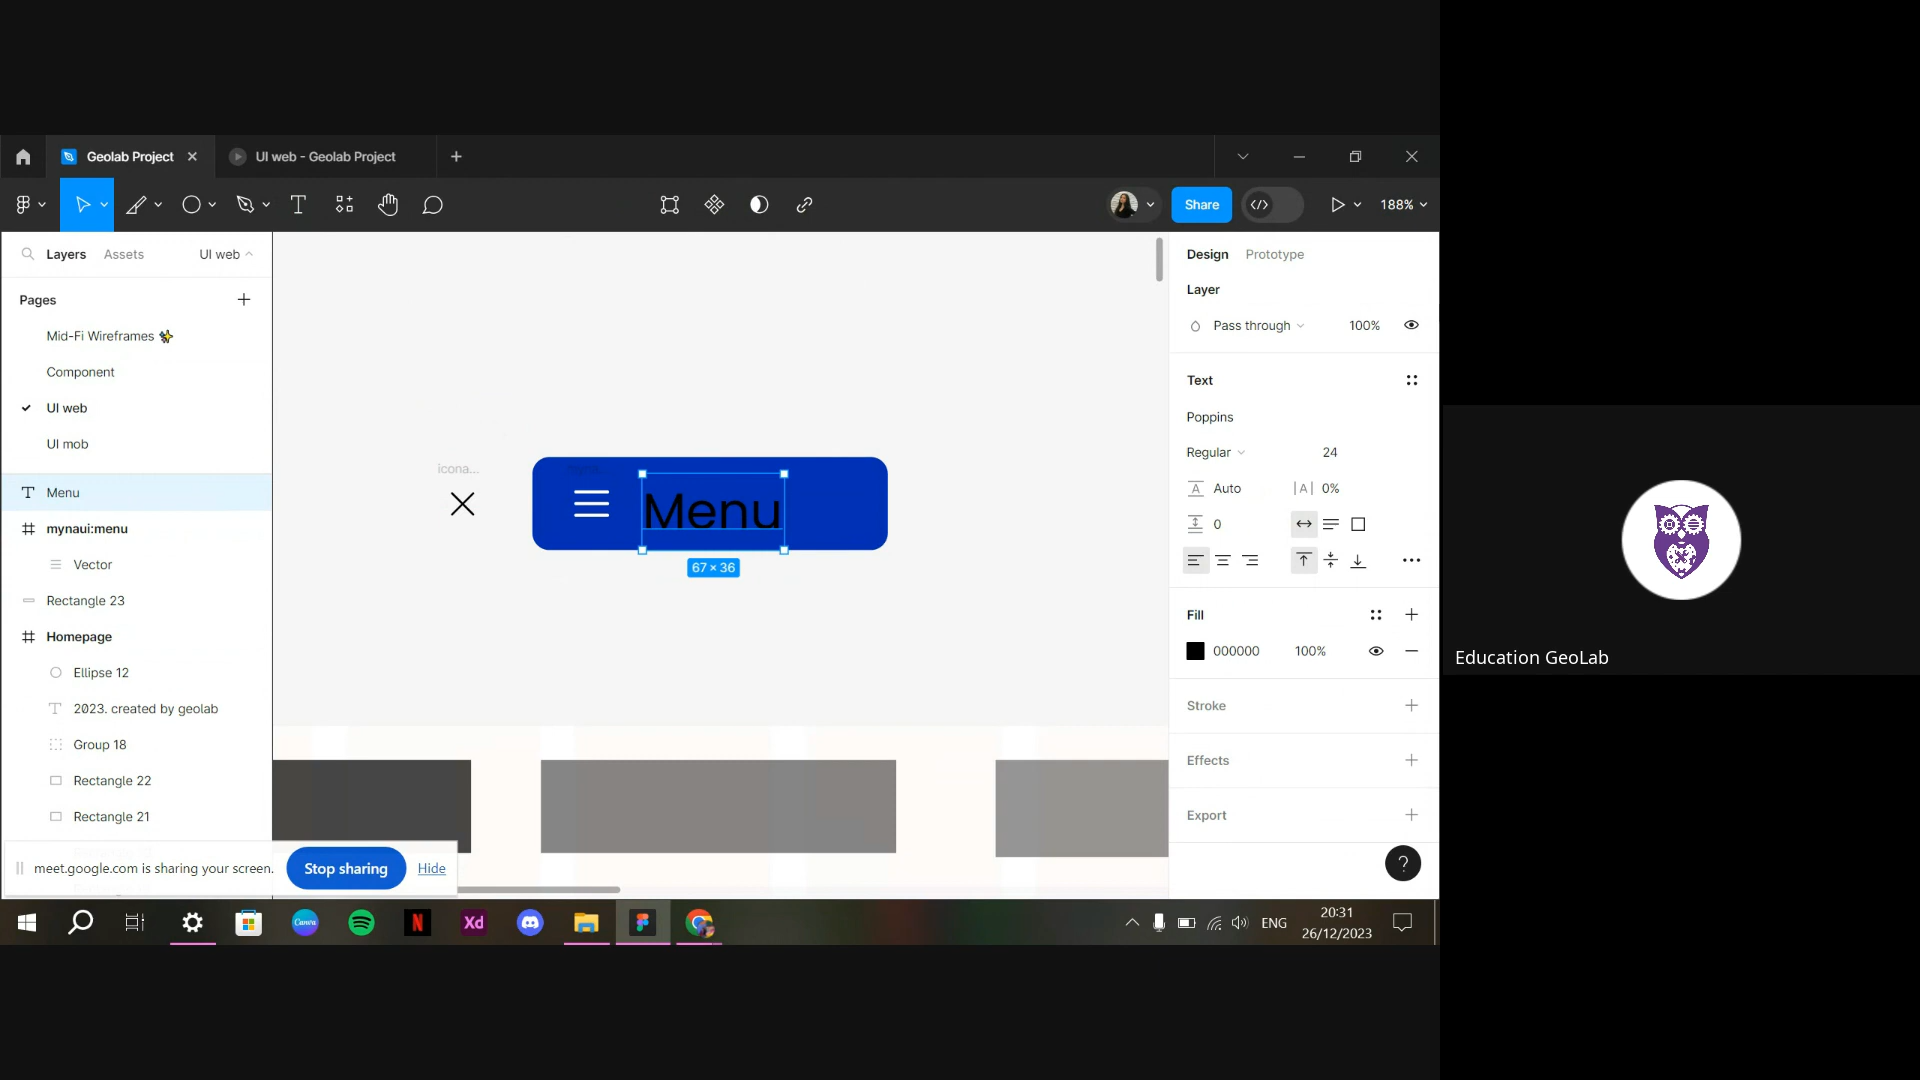 Geolab Project
UI web - Geolab Project
Share
188%
Layers
Assets
UI web
Pages
Mid-Fi Wireframes ✨
Component
UI web
UI mob
Menu
mynaui:menu
Vector
Rectangle 23
Homepage
Ellipse 12
2023. created by geolab
Group 18
Rectangle 22
Rectangle 21
icona...
Menu
67 × 36
Design
Prototype
Layer
Pass through
100%
Text
Poppins
Regular
24
Auto
0%
0
Fill
000000
100%
Stroke
Effects
Export
?
meet.google.com is sharing your screen.
Stop sharing
Hide
Canva
N
Xd
ENG
20:31
26/12/2023
Education GeoLab